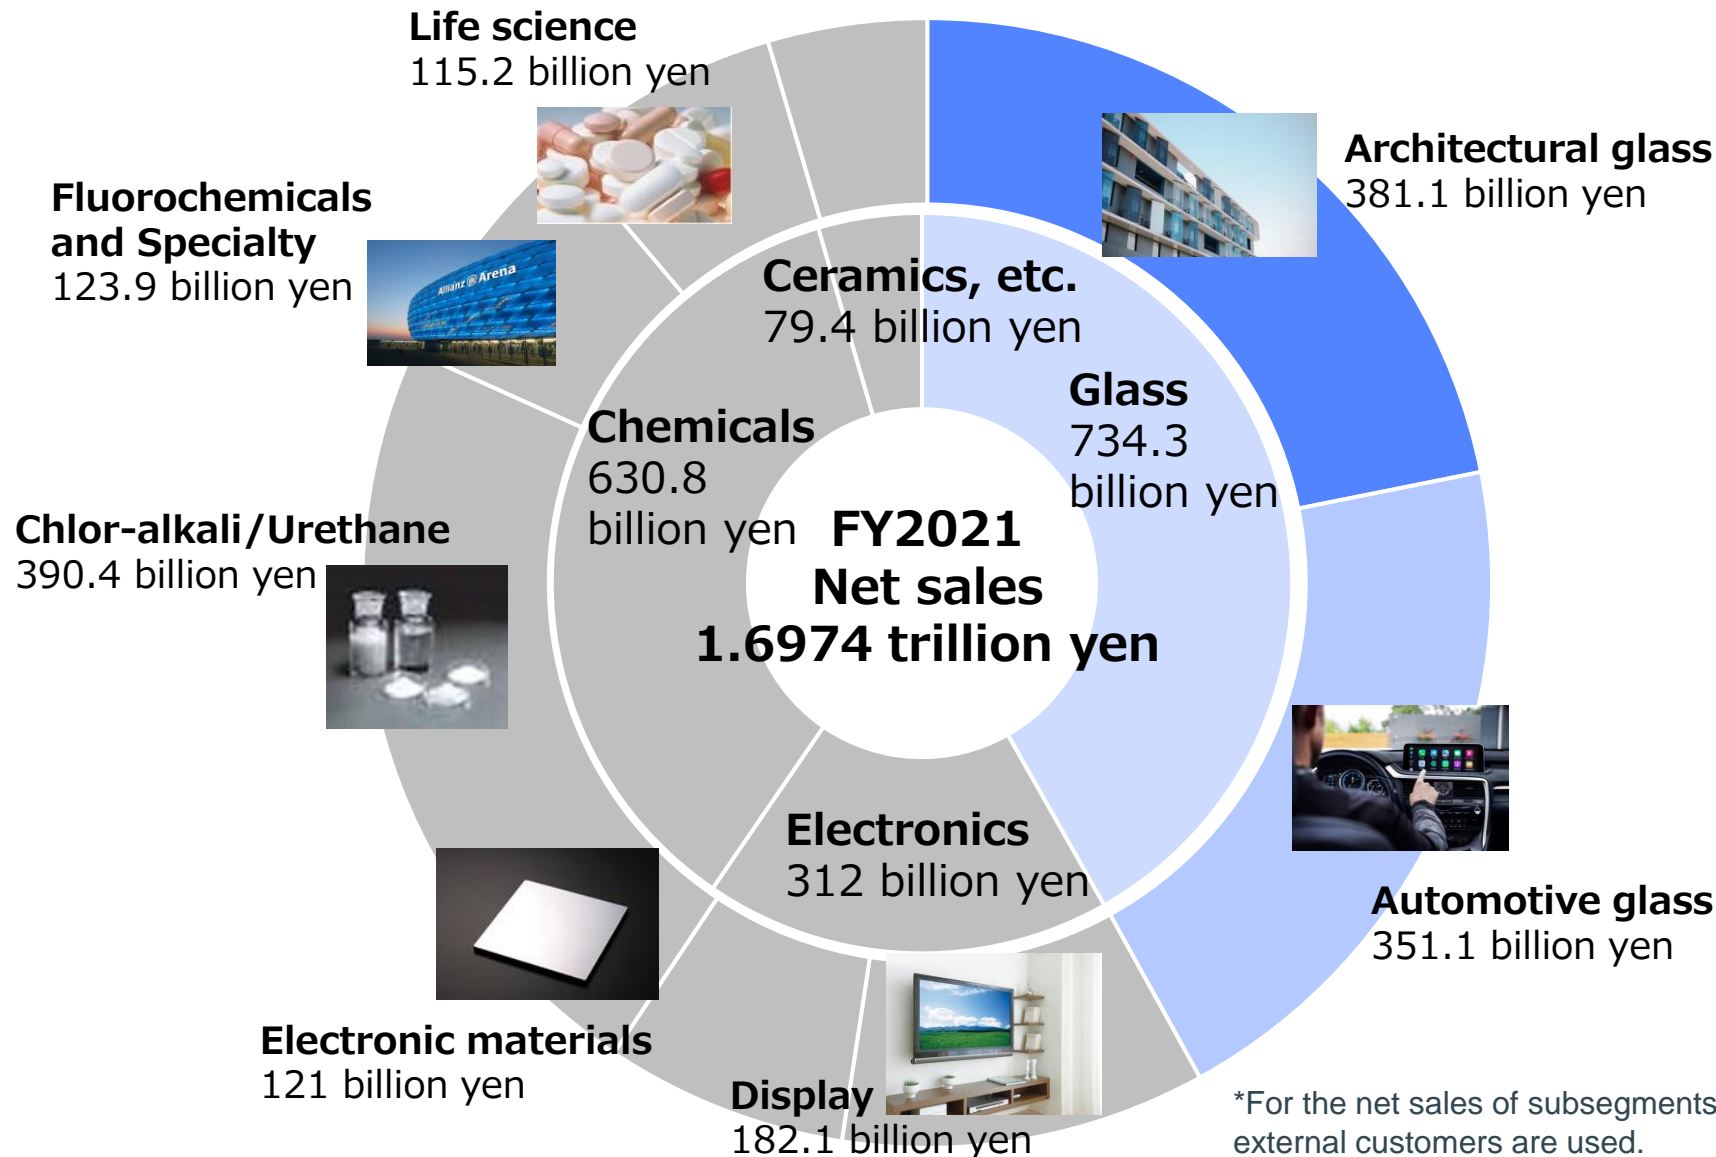 Life science
115.2 billion yen
Fluorochemicals
and Specialty
123.9 billion yen
Allianz Arena
Architectural glass
381.1 billion yen
Ceramics, etc.
79.4 billion yen
Glass
734.3
billion yen
Chemicals
630.8
billion yen
FY2021
Net sales
1.6974 trillion yen
Chlor-alkali/Urethane
390.4 billion yen
Electronics
312 billion yen
Automotive glass
351.1 billion yen
Electronic materials
121 billion yen
Display
182.1 billion yen
*For the net sales of subsegments
external customers are used.